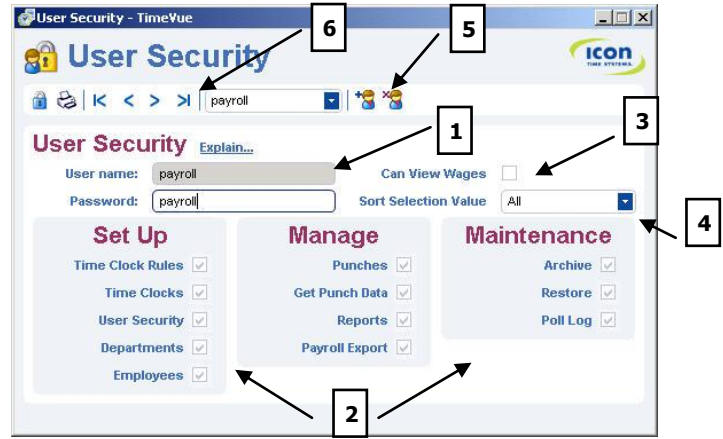 User Security - TimeVue
6
5
User Security
icon
TIME SYSTEMS
payroll
1
3
User Security Explain...
User name: payroll
Can View Wages
Password: payroll
Sort Selection Value All
4
Set Up
Manage
Maintenance
Time Clock Rules
Punches
Archive
Time Clocks
Get Punch Data
Restore
User Security
Reports
Poll Log
Departments
Payroll Export
Employees
2